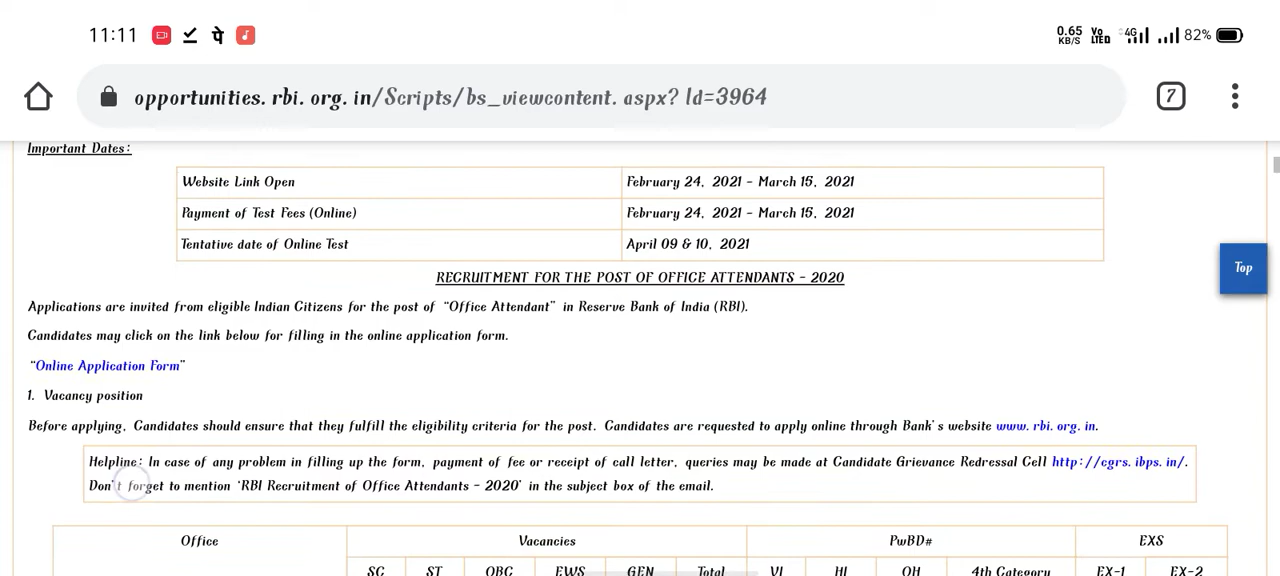 11:11 पे 0.65 KB/S Vo LTED 4G 82%
opportunities. rbi. org. in/Scripts/bs_viewcontent. aspx? Id=3964 7
Important Dates:
Website Link Open February 24, 2021 - March 15, 2021
Payment of Test Fees (Online) February 24, 2021 - March 15, 2021
Tentative date of Online Test April 09 & 10, 2021
Top
RECRUITMENT FOR THE POST OF OFFICE ATTENDANTS - 2020
Applications are invited from eligible Indian Citizens for the post of "Office Attendant" in Reserve Bank of India (RBI).
Candidates may click on the link below for filling in the online application form.
"Online Application Form"
1. Vacancy position
Before applying, Candidates should ensure that they fulfill the eligibility criteria for the post. Candidates are requested to apply online through Bank's website www. rbi. org. in.
Helpline: In case of any problem in filling up the form, payment of fee or receipt of call letter, queries may be made at Candidate Grievance Redressal Cell http://cgrs. ibps. in/.
Don't forget to mention 'RBI Recruitment of Office Attendants - 2020' in the subject box of the email.
Office Vacancies PwBD# EXS
SC ST OBC EWS GEN Total VI HI OH 4th Category EX-1 EX-2